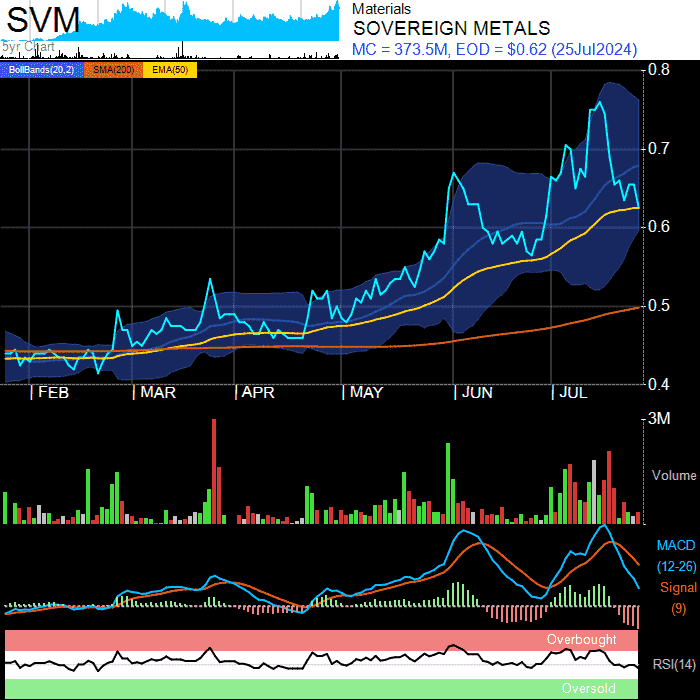 SVM
5yr Chart
Materials
SOVEREIGN METALS
MC = 373.5M, EOD = $0.62 (25Jul2024)
BollBands(20,2) SMA(200) EMA(50)
0.8
0.7
0.6
0.5
0.4
FEB MAR APR MAY JUN JUL
3M
Volume
MACD
(12-26)
Signal
(9)
Overbought
RSI(14)
Oversold